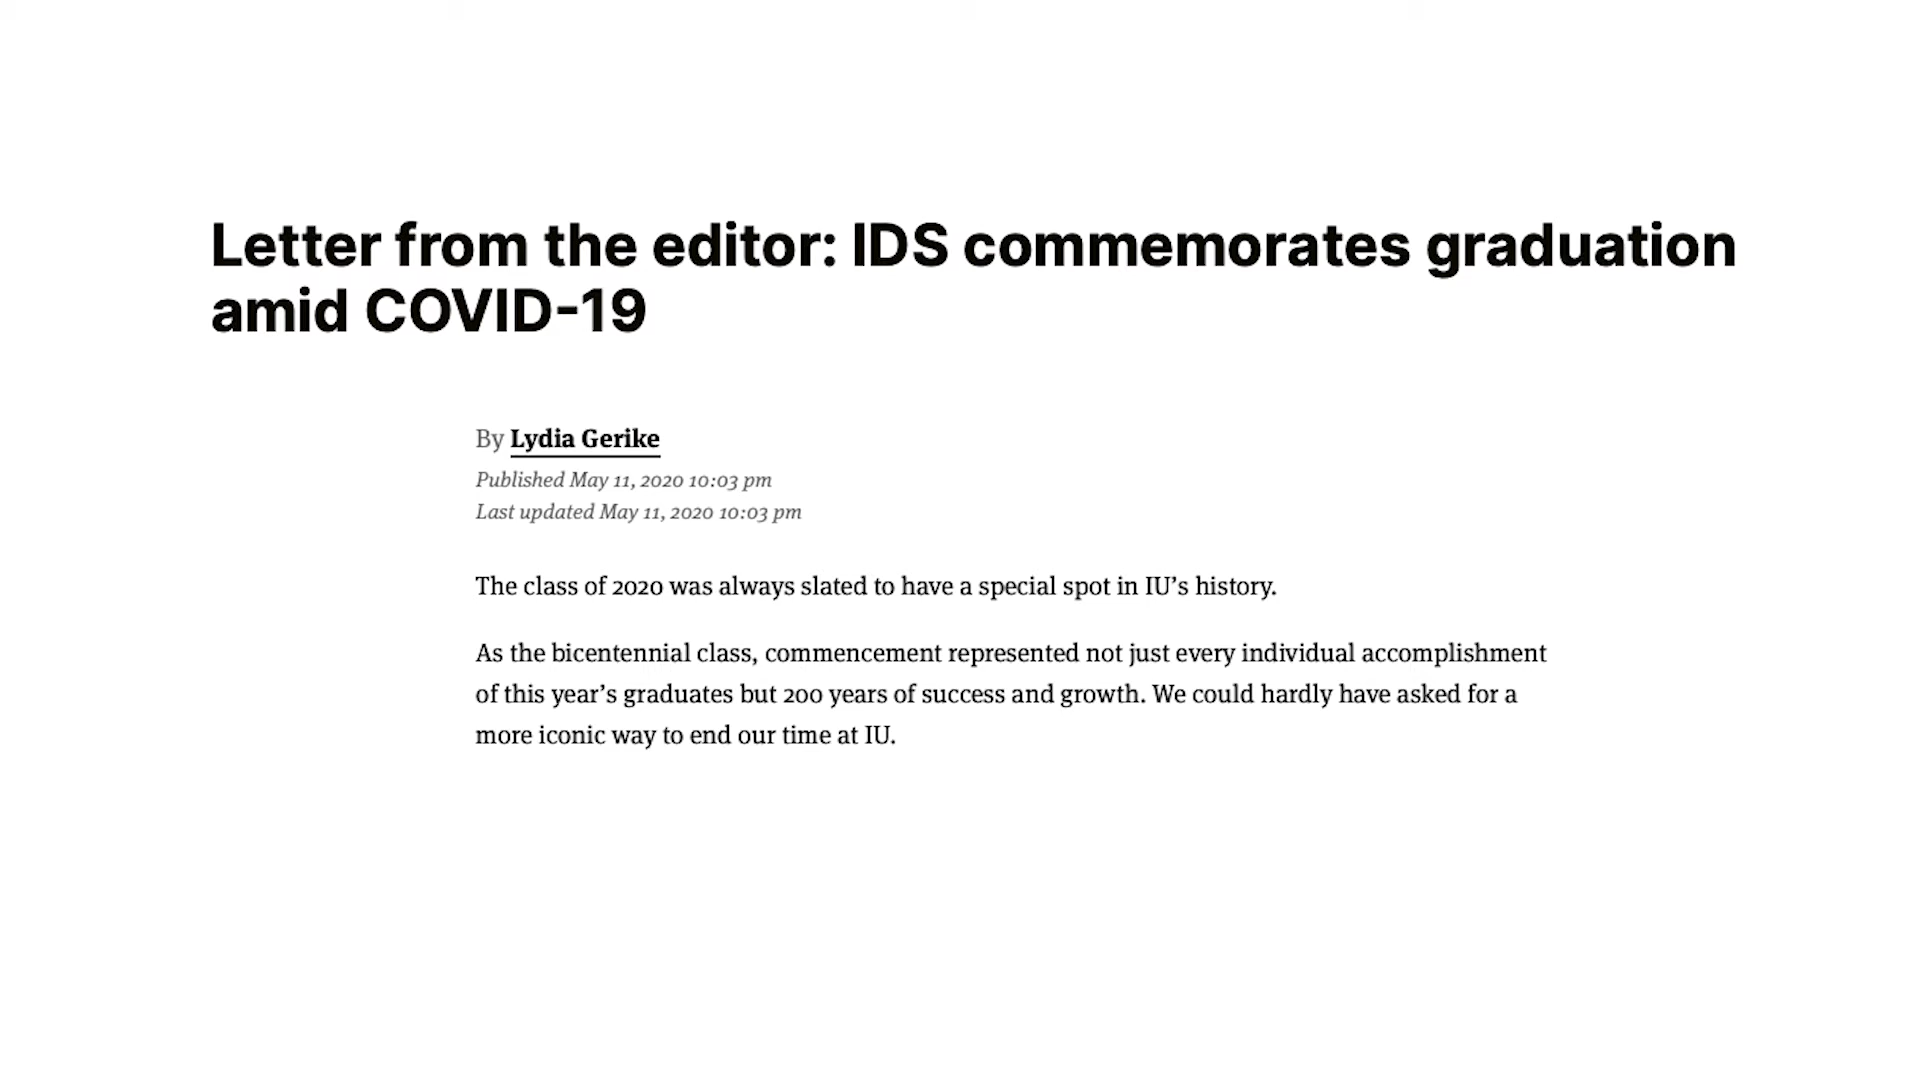 Letter from the editor: IDS commemorates graduation
amid COVID-19
By Lydia Gerike
Published May 11, 2020 10:03 pm
Last updated May 11, 2020 10:03 pm
The class of 2020 was always slated to have a special spot in IU’s history.
As the bicentennial class, commencement represented not just every individual accomplishment
of this year’s graduates but 200 years of success and growth. We could hardly have asked for a
more iconic way to end our time at IU.